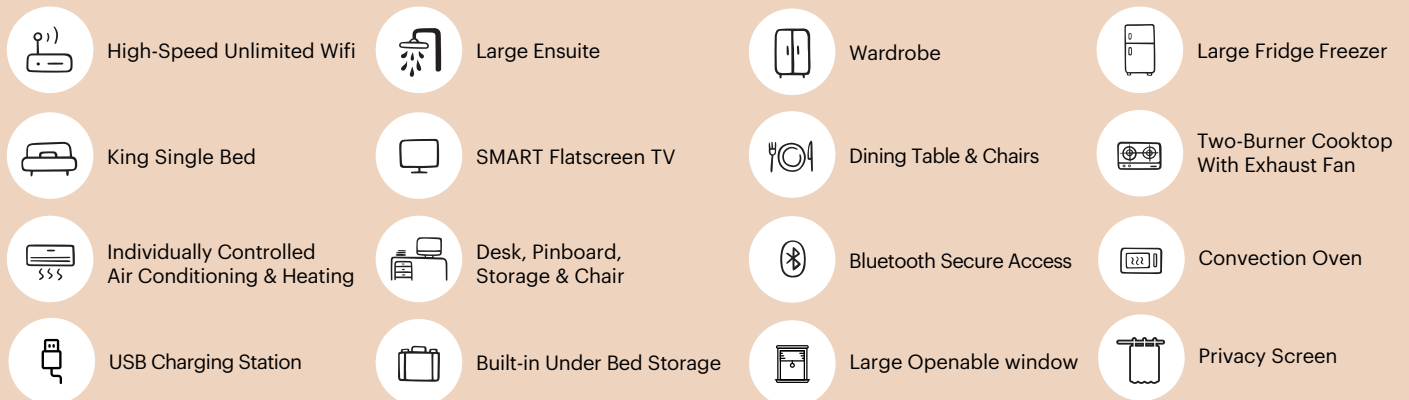 High-Speed Unlimited Wifi
Large Ensuite
Wardrobe
Large Fridge Freezer
King Single Bed
SMART Flatscreen TV
Dining Table & Chairs
Two-Burner Cooktop
With Exhaust Fan
Individually Controlled
Air Conditioning & Heating
Desk, Pinboard,
Storage & Chair
Bluetooth Secure Access
Convection Oven
USB Charging Station
Built-in Under Bed Storage
Large Openable window
Privacy Screen